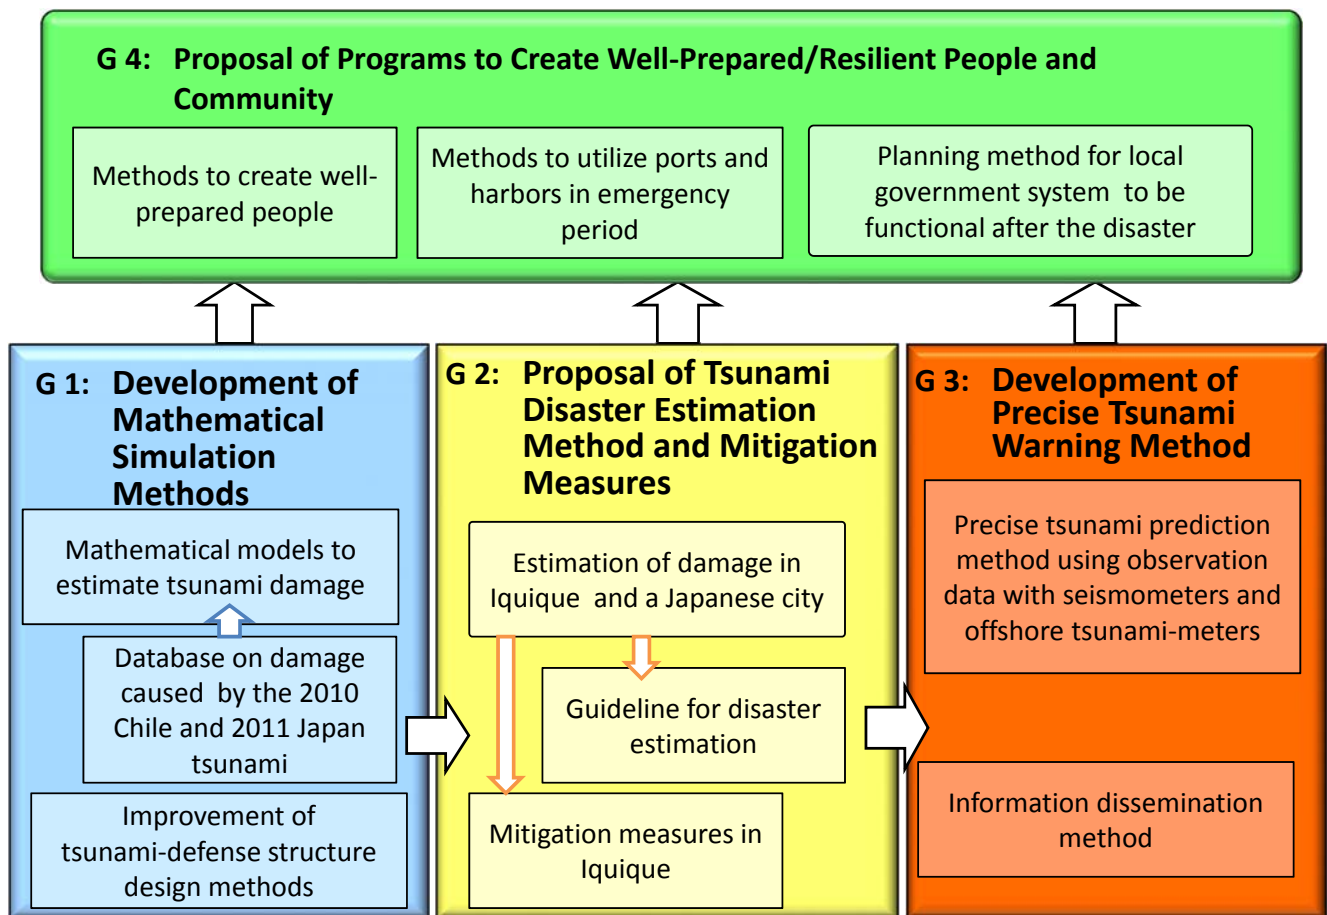 G 4: Proposal of Programs to Create Well-Prepared/Resilient People and
Community
Methods to create well-
prepared people
Methods to utilize ports and
harbors in emergency
period
Planning method for local
government system to be
functional after the disaster
G 1: Development of
Mathematical
Simulation
Methods
Mathematical models to
estimate tsunami damage
Database on damage
caused by the 2010
Chile and 2011 Japan
tsunami
Improvement of
tsunami-defense structure
design methods
G 2: Proposal of Tsunami
Disaster Estimation
Method and Mitigation
Measures
Estimation of damage in
Iquique and a Japanese city
Guideline for disaster
estimation
Mitigation measures in
Iquique
G 3: Development of
Precise Tsunami
Warning Method
Precise tsunami prediction
method using observation
data with seismometers and
offshore tsunami-meters
Information dissemination
method